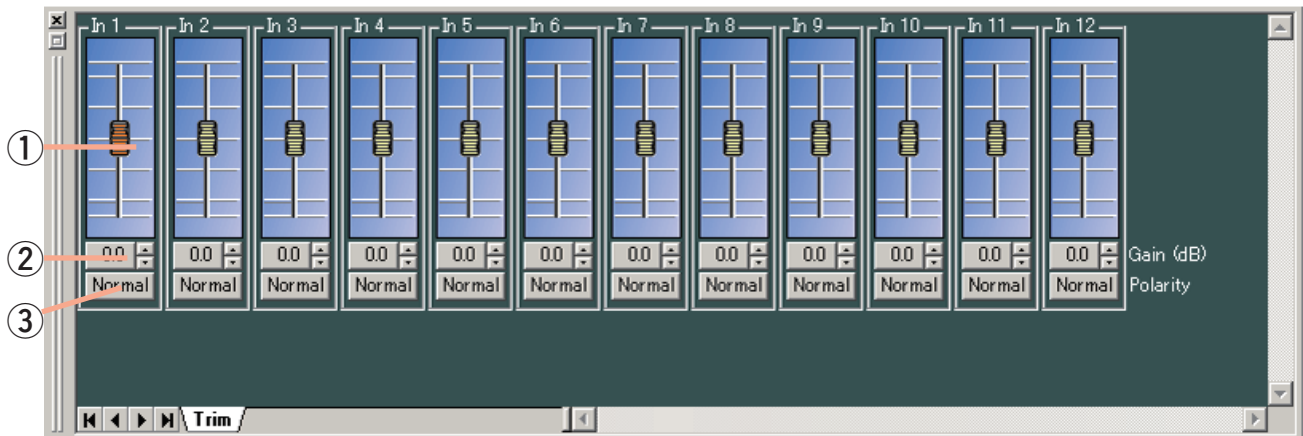 In 1 In 2 In 3 In 4 In 5 In 6 In 7 In 8 In 9 In 10 In 11 In 12
①
② 0.0 0.0 0.0 0.0 0.0 0.0 0.0 0.0 0.0 0.0 0.0 0.0 Gain (dB)
③ Normal Normal Normal Normal Normal Normal Normal Normal Normal Normal Normal Normal Polarity
Trim